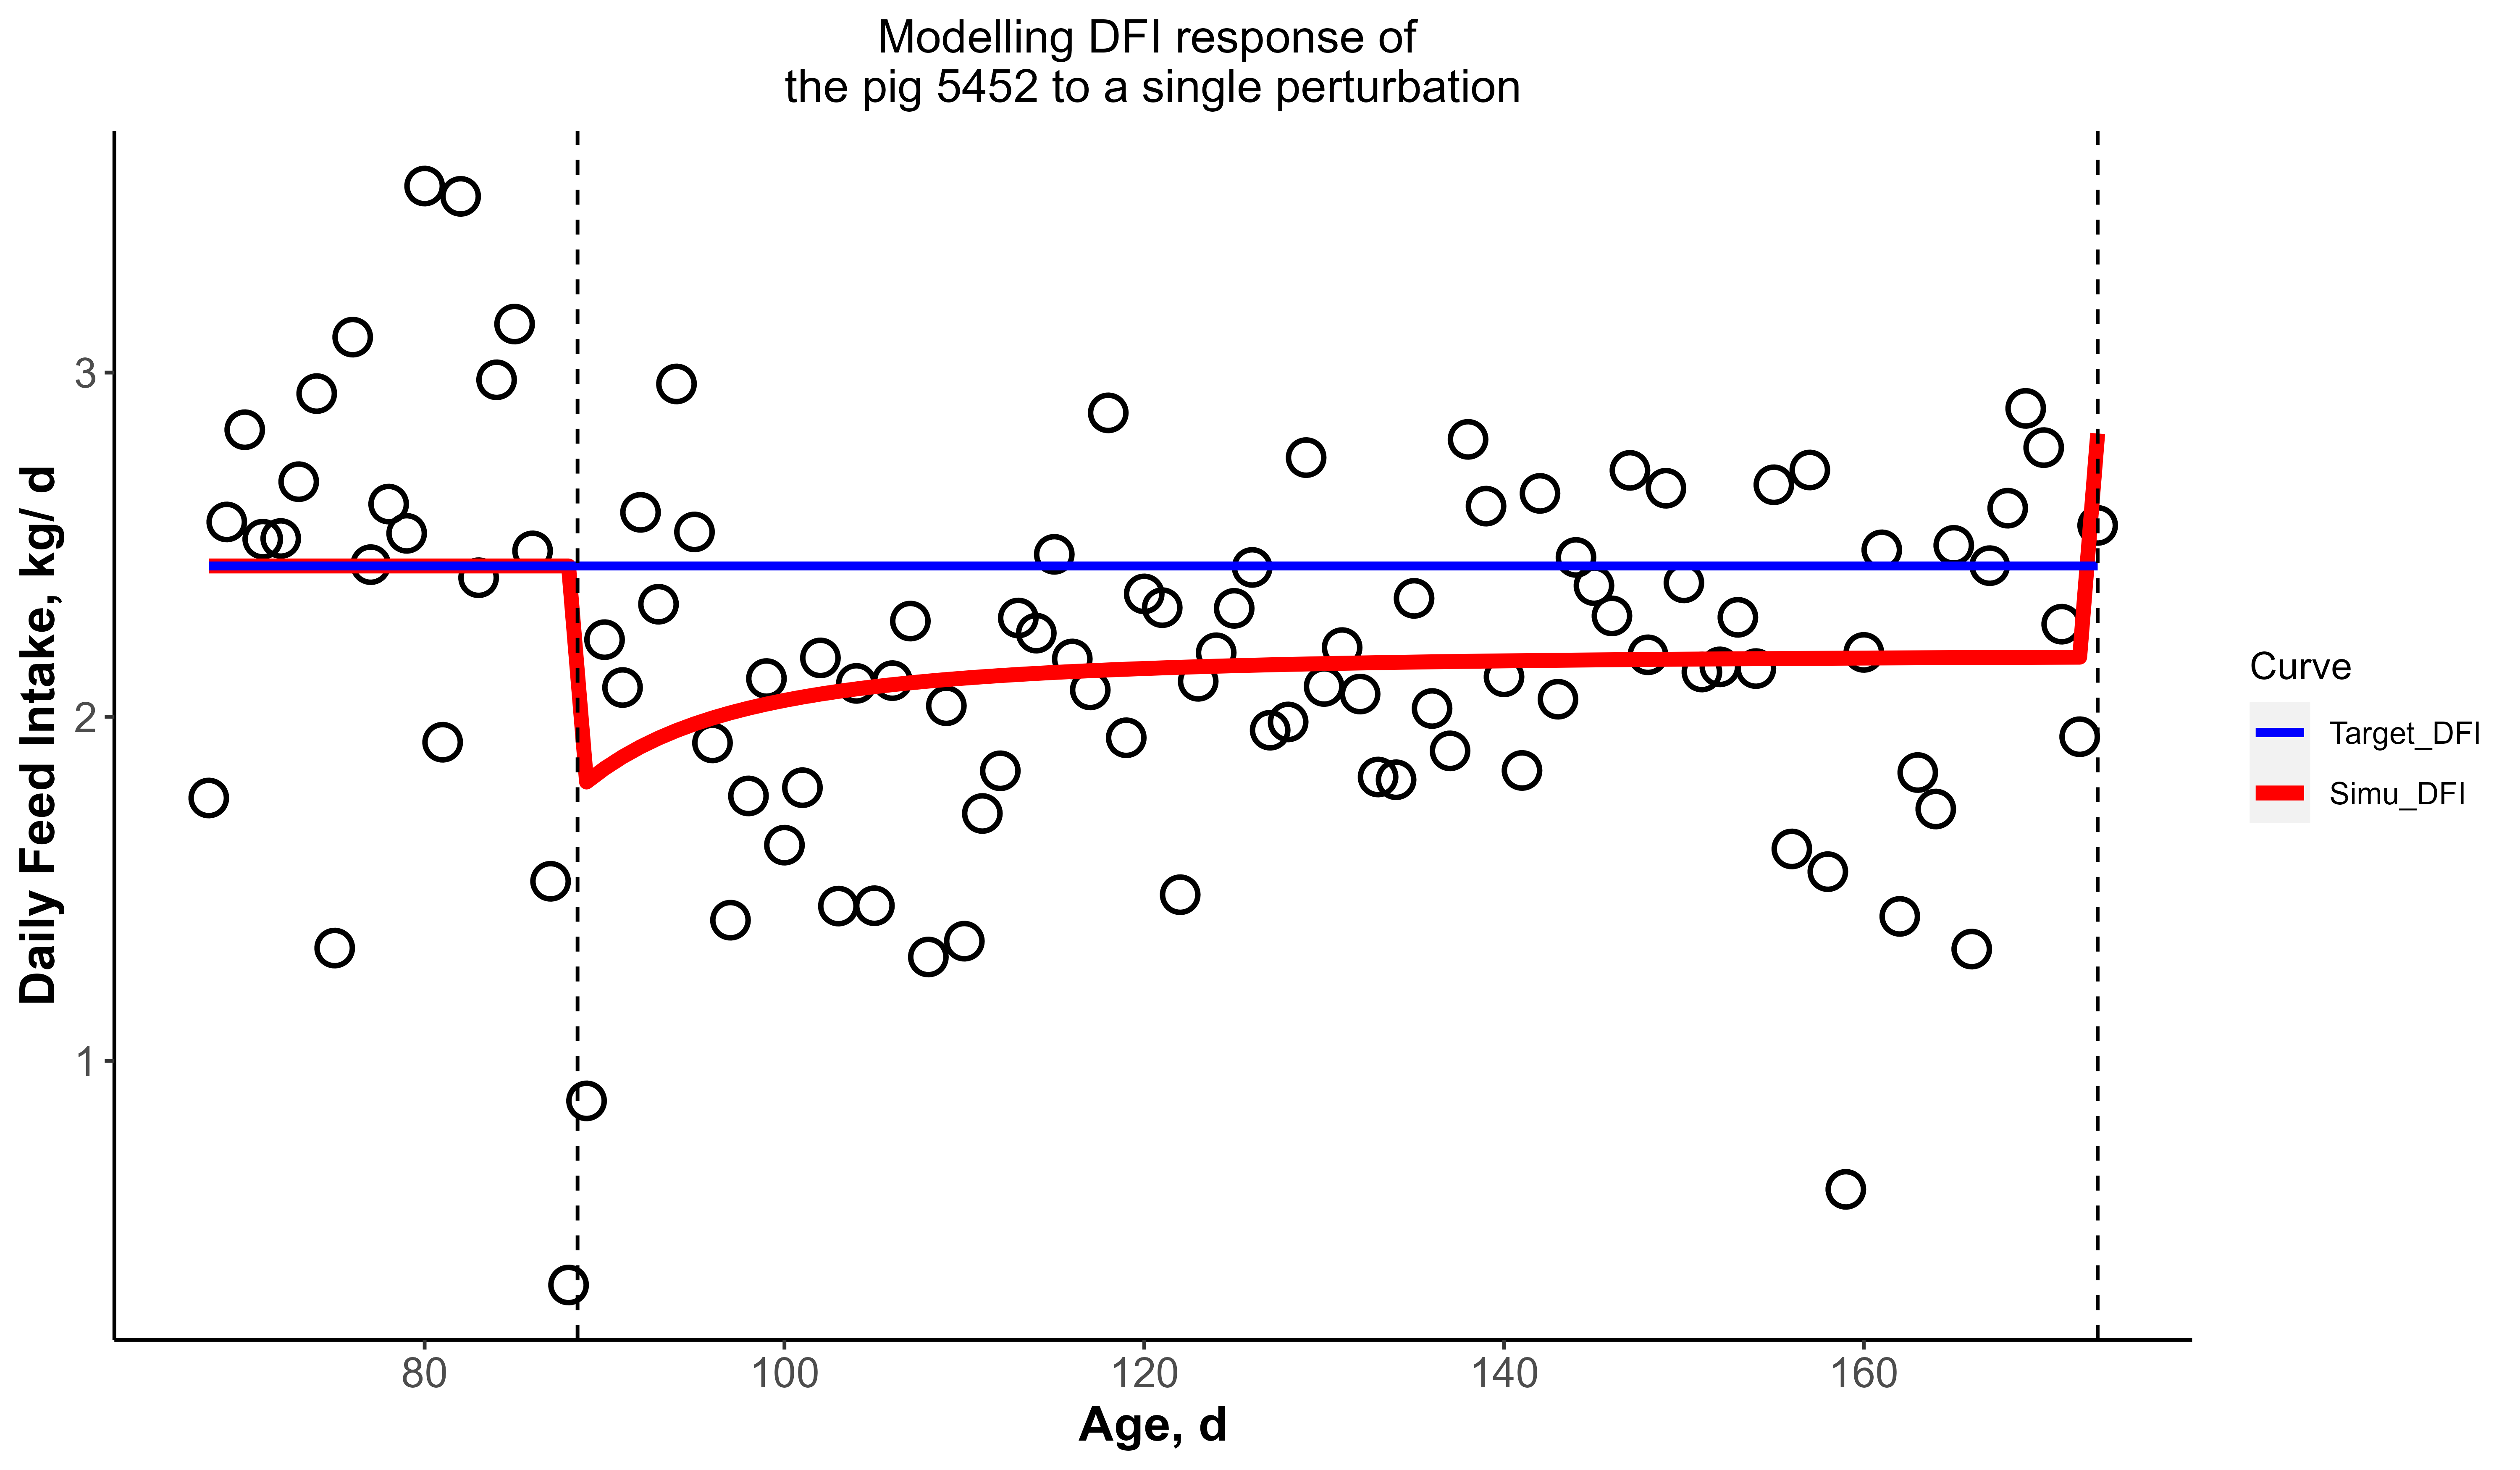 Modelling DFI response of
the pig 5452 to a single perturbation
Daily Feed Intake, kg/ d
3
2
1
80
100
120
140
160
Age, d
Curve
Target_DFI
Simu_DFI